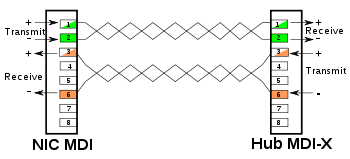 + 1 1 +
Transmit Receive
- 2 2 -
+ 3 3 +
4 4
Receive 5 5 Transmit
- 6 6 -
7 7
8 8
NIC MDI Hub MDI-X